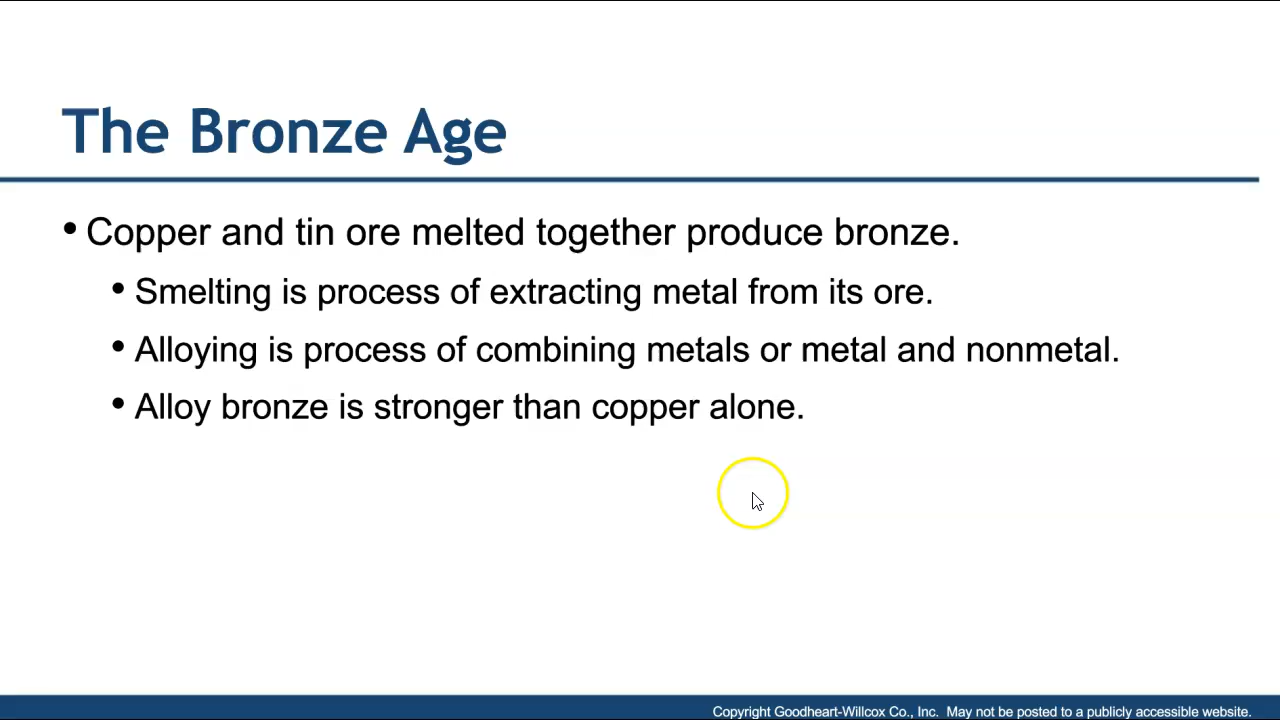 The Bronze Age
• Copper and tin ore melted together produce bronze.
• Smelting is process of extracting metal from its ore.
• Alloying is process of combining metals or metal and nonmetal.
• Alloy bronze is stronger than copper alone.
Copyright Goodheart-Willcox Co., Inc. May not be posted to a publicly accessible website.